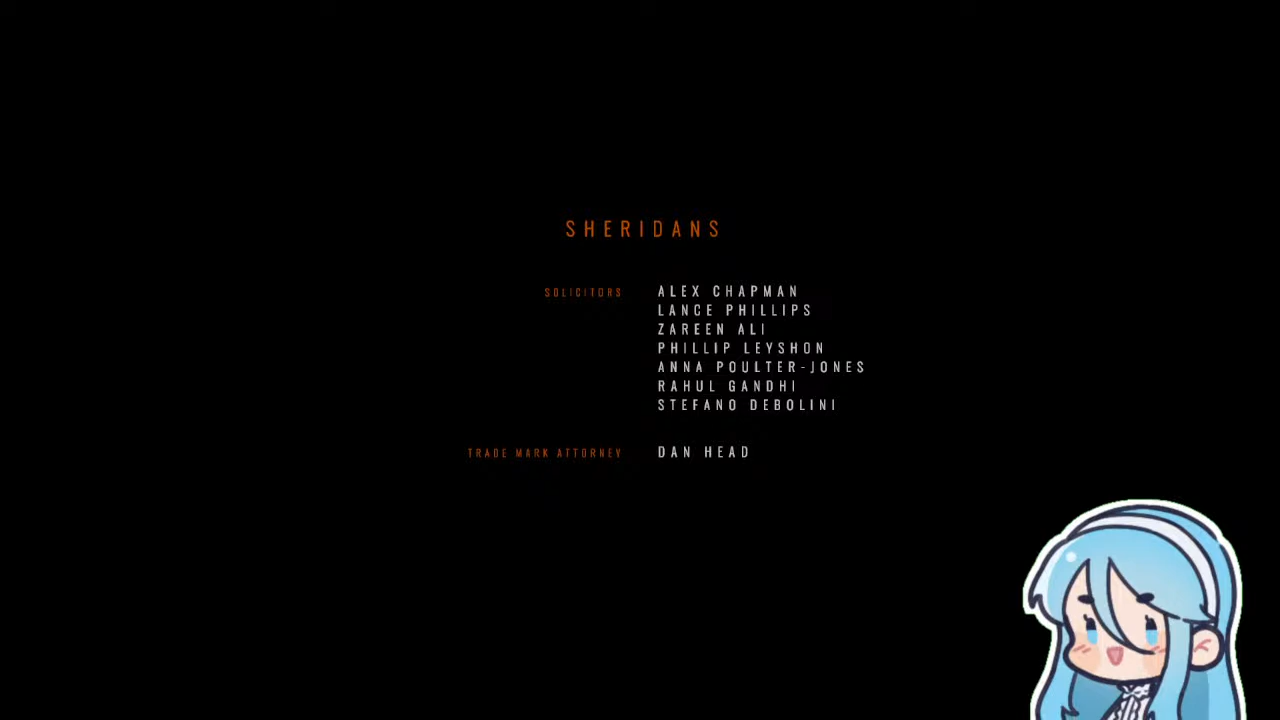 SHERIDANS
SOLICITORS ALEX CHAPMAN
LANCE PHILLIPS
ZAREEN ALI
PHILLIP LEYSHON
ANNA POULTER-JONES
RAHUL GANDHI
STEFANO DEBOLINI
TRADE MARK ATTORNEY DAN HEAD